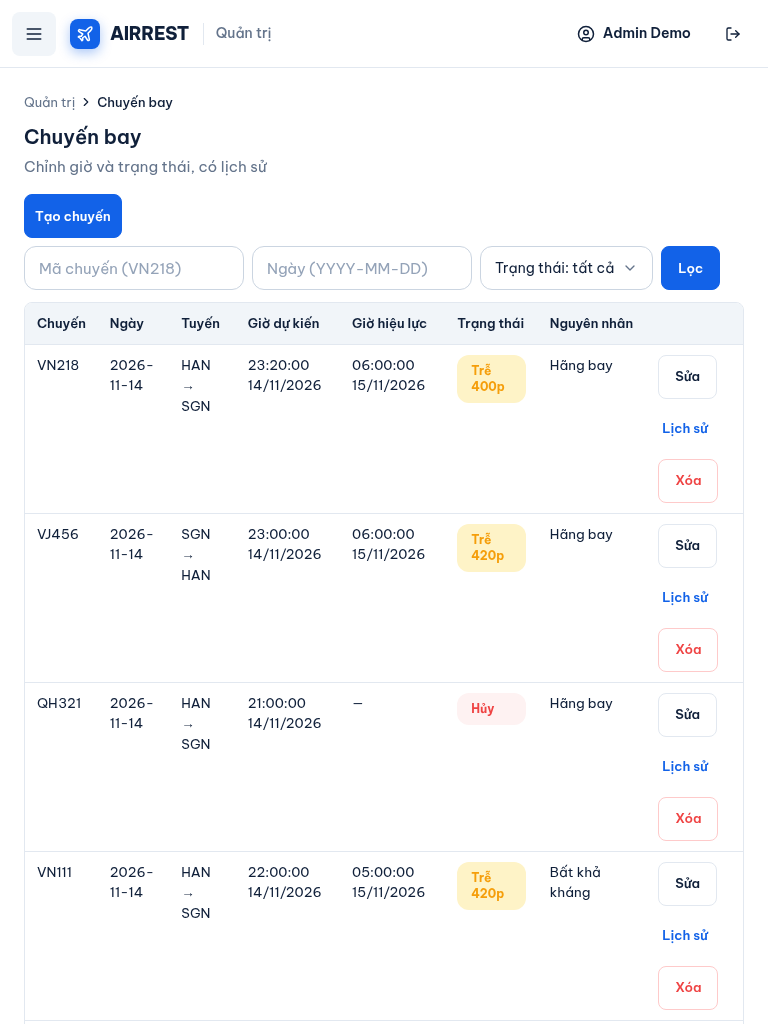 AIRREST
Quản trị
Admin Demo
Quản trị > Chuyến bay
Chuyến bay
Chỉnh giờ và trạng thái, có lịch sử
Tạo chuyến
Mã chuyến (VN218)
Ngày (YYYY-MM-DD)
Trạng thái: tất cả
Lọc
Chuyến Ngày Tuyến Giờ dự kiến Giờ hiệu lực Trạng thái Nguyên nhân
VN218 2026- HAN 23:20:00 06:00:00 Trễ Hãng bay Sửa
11-14 → 14/11/2026 15/11/2026 400p
SGN
Lịch sử
Xóa
VJ456 2026- SGN 23:00:00 06:00:00 Trễ Hãng bay Sửa
11-14 → 14/11/2026 15/11/2026 420p
HAN
Lịch sử
Xóa
QH321 2026- HAN 21:00:00 — Hủy Hãng bay Sửa
11-14 → 14/11/2026
SGN
Lịch sử
Xóa
VN111 2026- HAN 22:00:00 05:00:00 Trễ Bất khả Sửa
11-14 → 14/11/2026 15/11/2026 420p kháng
SGN
Lịch sử
Xóa